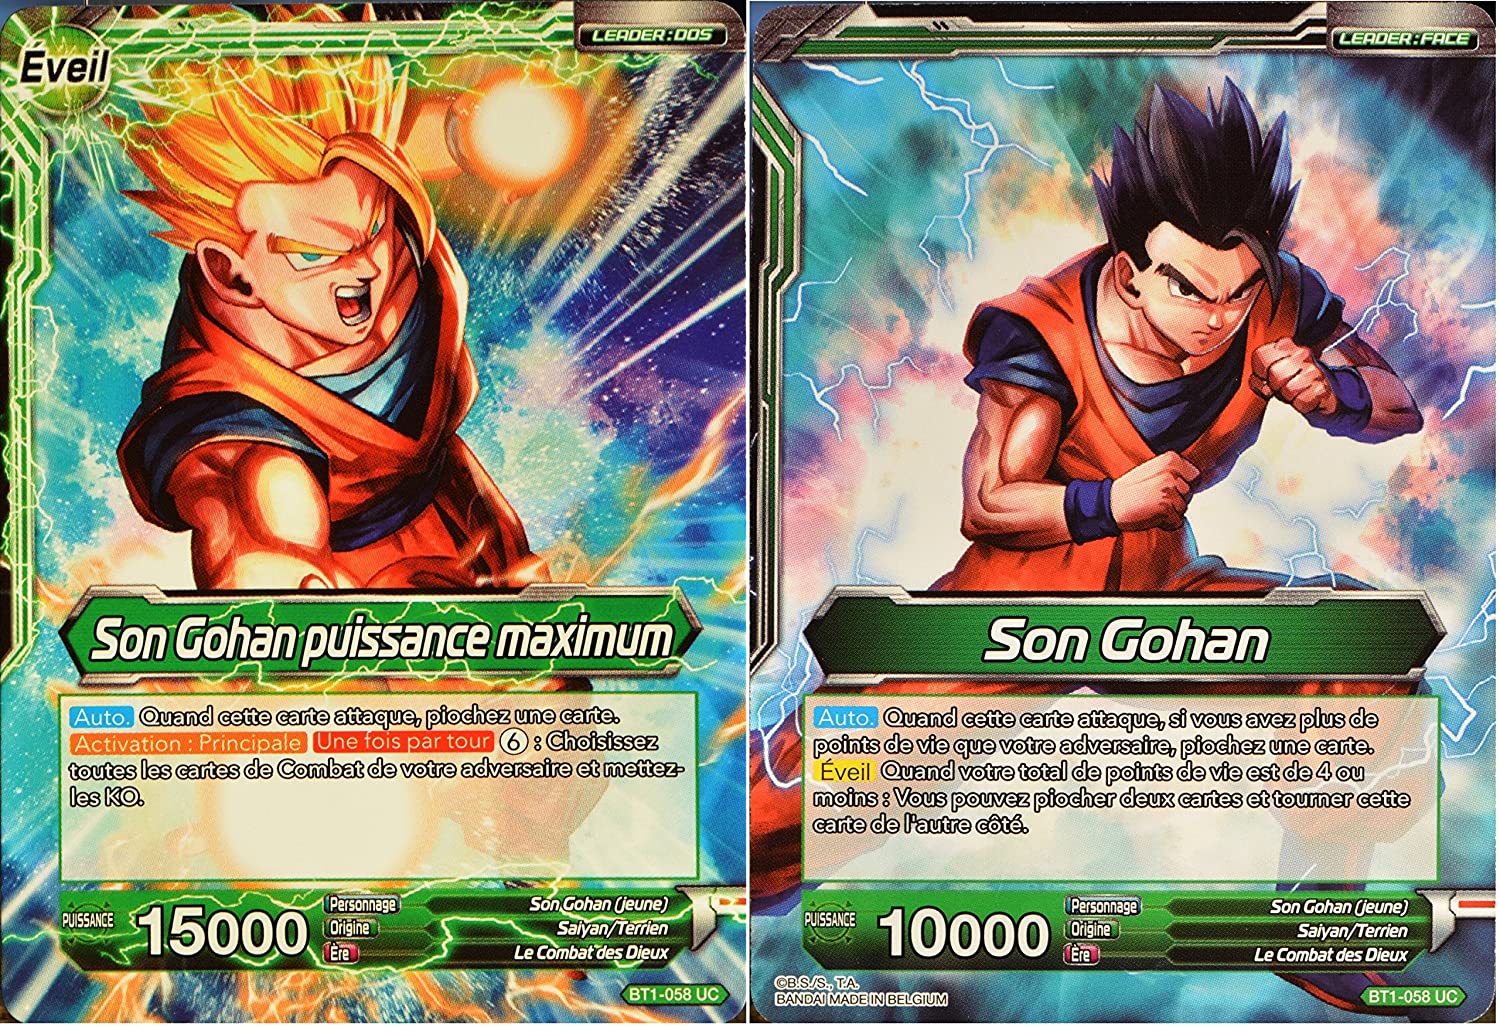 Éveil
LEADER : DOS
Son Gohan puissance maximum
Auto. Quand cette carte attaque, piochez une carte.
Activation : Principale Une fois par tour 6 : Choisissez
toutes les cartes de Combat de votre adversaire et mettez-
les KO.
PUISSANCE
15000
Personnage Son Gohan (jeune)
Origine Saiyan/Terrien
Ère Le Combat des Dieux
BT1-058 UC
LEADER : FACE
Son Gohan
Auto. Quand cette carte attaque, si vous avez plus de
points de vie que votre adversaire, piochez une carte.
Éveil Quand votre total de points de vie est de 4 ou
moins : Vous pouvez piocher deux cartes et tourner cette
carte de l'autre côté.
PUISSANCE
10000
Personnage Son Gohan (jeune)
Origine Saiyan/Terrien
Ère Le Combat des Dieux
©B.S./S., T.A.
BANDAI MADE IN BELGIUM
BT1-058 UC